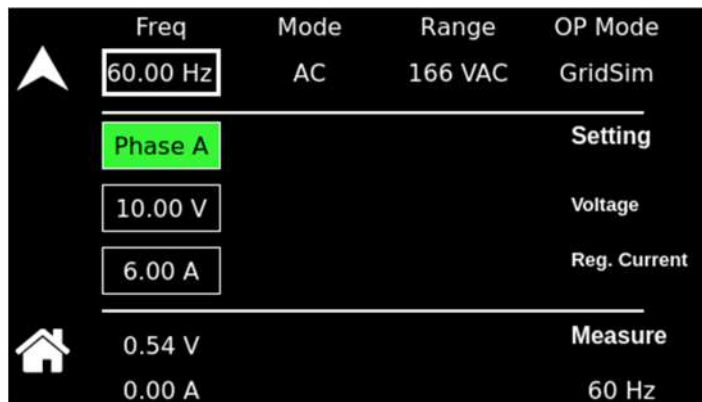 Freq Mode Range OP Mode
60.00 Hz AC 166 VAC GridSim
Phase A Setting
10.00 V Voltage
6.00 A Reg. Current
0.54 V Measure
0.00 A 60 Hz